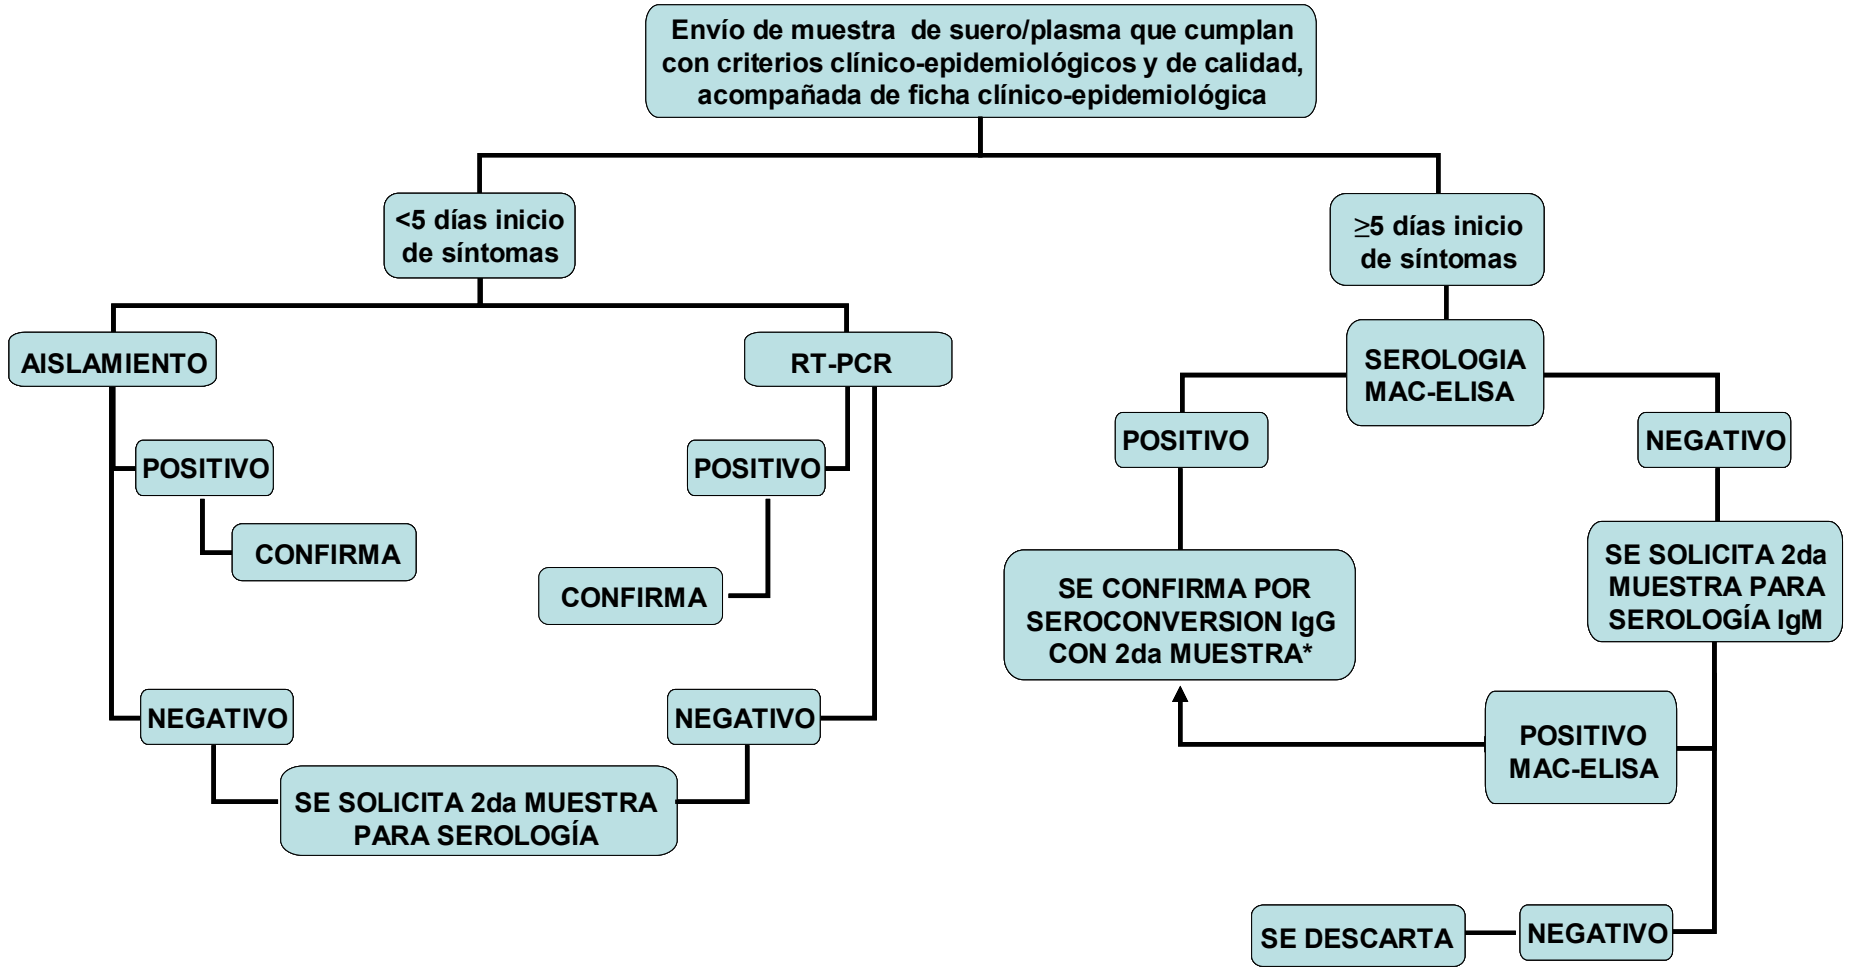 Envío de muestra de suero/plasma que cumplan
con criterios clínico-epidemiológicos y de calidad,
acompañada de ficha clínico-epidemiológica
<5 días inicio
de síntomas
≥5 días inicio
de síntomas
AISLAMIENTO
RT-PCR
SEROLOGIA
MAC-ELISA
POSITIVO
POSITIVO
POSITIVO
NEGATIVO
CONFIRMA
CONFIRMA
SE CONFIRMA POR
SEROCONVERSION IgG
CON 2da MUESTRA*
SE SOLICITA 2da
MUESTRA PARA
SEROLOGÍA IgM
NEGATIVO
NEGATIVO
POSITIVO
MAC-ELISA
SE SOLICITA 2da MUESTRA
PARA SEROLOGÍA
SE DESCARTA
NEGATIVO